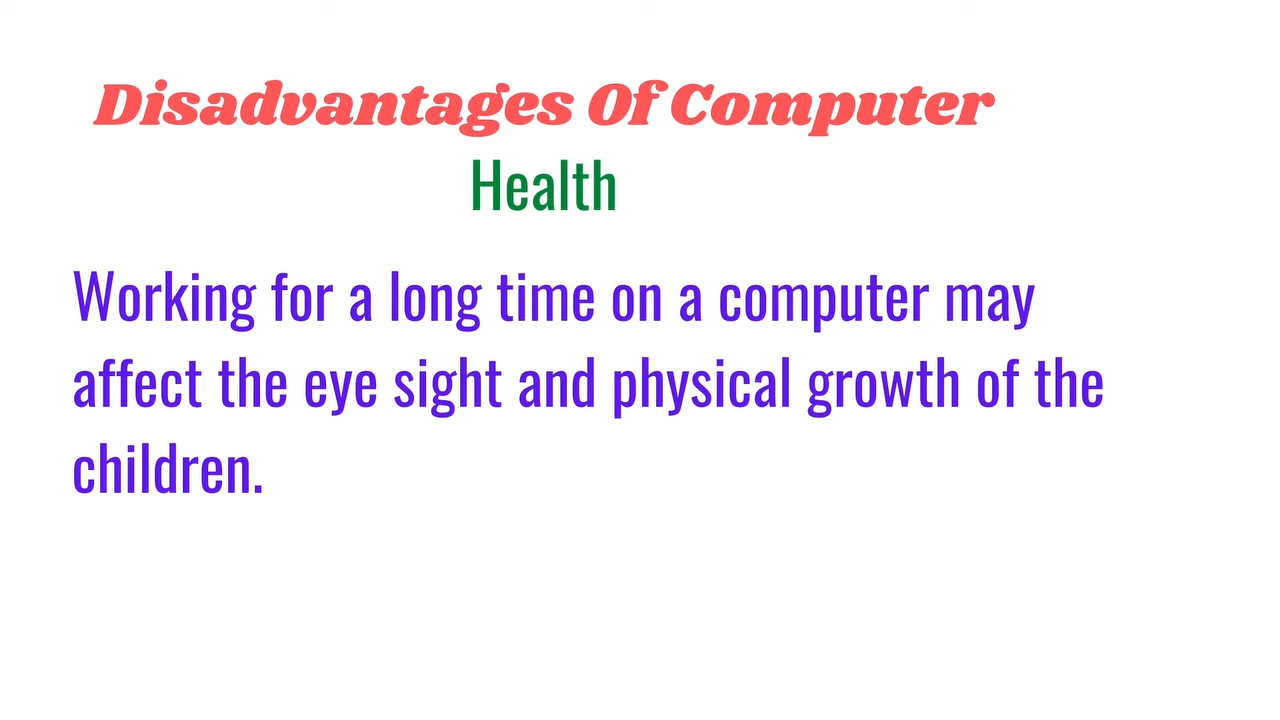 Disadvantages Of Computer
Health
Working for a long time on a computer may
affect the eye sight and physical growth of the
children.